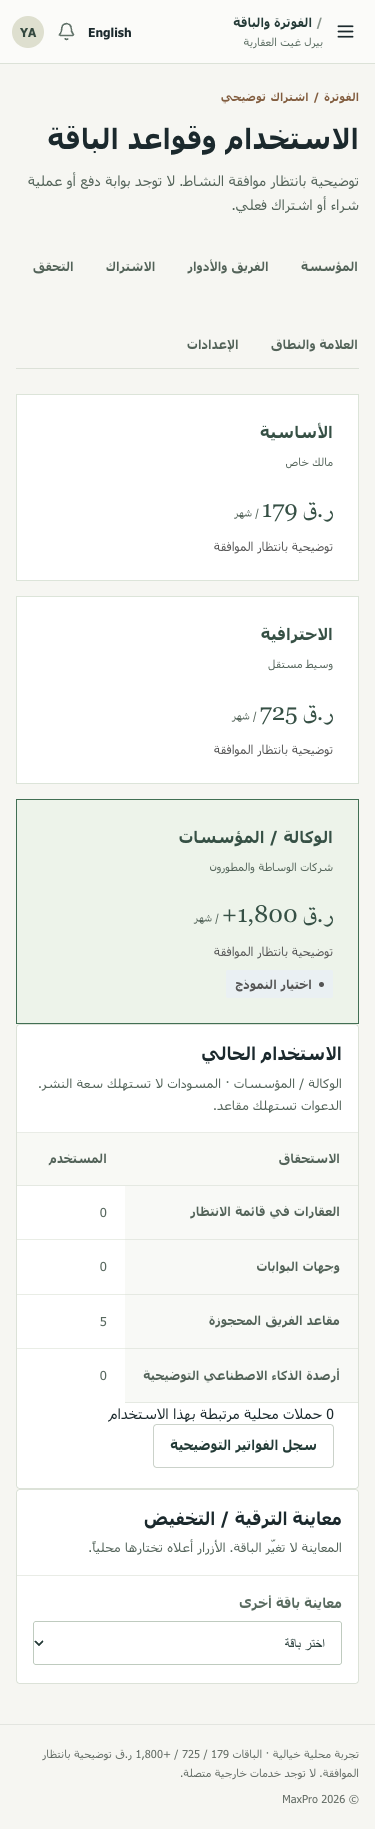 / الفوترة والباقة
بيرل غيت العقارية
English
YA
الفوترة / اشتراك توضيحي
الاستخدام وقواعد الباقة
توضيحية بانتظار موافقة النشاط. لا توجد بوابة دفع أو عملية
شراء أو اشتراك فعلي.
المؤسسة
الفريق والأدوار
الاشتراك
التحقق
العلامة والنطاق
الإعدادات
الأساسية
مالك خاص
ر.ق 179 / شهر
توضيحية بانتظار الموافقة
الاحترافية
وسيط مستقل
ر.ق 725 / شهر
توضيحية بانتظار الموافقة
الوكالة / المؤسسات
شركات الوساطة والمطورون
ر.ق 1,800+ / شهر
توضيحية بانتظار الموافقة
• اختيار النموذج
الاستخدام الحالي
الوكالة / المؤسسات · المسودات لا تستهلك سعة النشر.
الدعوات تستهلك مقاعد.
الاستحقاق المستخدم
العقارات في قائمة الانتظار 0
وجهات البوابات 0
مقاعد الفريق المحجوزة 5
أرصدة الذكاء الاصطناعي التوضيحية 0
0 حملات محلية مرتبطة بهذا الاستخدام
سجل الفواتير التوضيحية
معاينة الترقية / التخفيض
المعاينة لا تغيّر الباقة. الأزرار أعلاه تختارها محلياً.
معاينة باقة أخرى
اختر باقة
تجربة محلية خيالية · الباقات 179 / 725 / +1,800 ر.ق توضيحية بانتظار
الموافقة. لا توجد خدمات خارجية متصلة.
© 2026 MaxPro